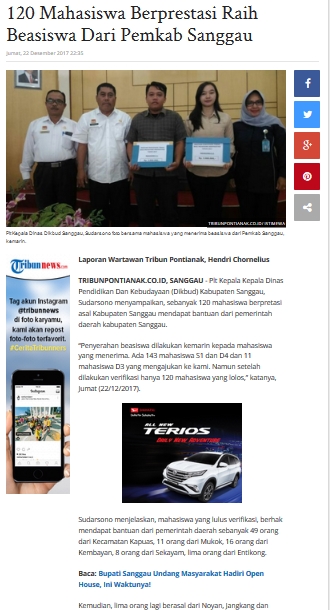 120 Mahasiswa Berprestasi Raih
Beasiswa Dari Pemkab Sanggau
Jumat, 22 Desember 2017 22:35
TRIBUNPONTIANAK.CO.ID/ ISTIMEWA
Plt Kepala Dinas Dikbud Sanggau, Sudarsono foto bersama mahasiswa yang menerima beasiswa dari Pemkab Sanggau,
kemarin.
Tribunnews.com
Tag akun Instagram
@tribunnews
di foto karyamu,
kami akan repost
foto-foto terfavorit.
#CeritaTribunnews
Laporan Wartawan Tribun Pontianak, Hendri Chornelius
TRIBUNPONTIANAK.CO.ID, SANGGAU - Plt Kepala Kepala Dinas
Pendidikan Dan Kebudayaan (Dikbud) Kabupaten Sanggau,
Sudarsono menyampaikan, sebanyak 120 mahasiswa berpretasi
asal Kabupaten Sanggau mendapat bantuan dari pemerintah
daerah kabupaten Sanggau.
“Penyerahan beasiswa dilakukan kemarin kepada mahasiswa
yang menerima. Ada 143 mahasiswa S1 dan D4 dan 11
mahasiswa D3 yang mengajukan ke kami. Namun setelah
dilakukan verifikasi hanya 120 mahasiswa yang lolos,” katanya,
Jumat (22/12/2017).
DAIHATSU
ALL NEW
TERIOS
DAILY NEW ADVENTURE
Sudarsono menjelaskan, mahasiswa yang lulus verifikasi, berhak
mendapat bantuan dari pemerintah daerah sebanyak 49 orang
dari Kecamatan Kapuas, 11 orang dari Mukok, 16 orang dari
Kembayan, 8 orang dari Sekayam, lima orang dari Entikong.
Baca: Bupati Sanggau Undang Masyarakat Hadiri Open
House, Ini Waktunya!
Kemudian, lima orang lagi berasal dari Noyan, Jangkang dan